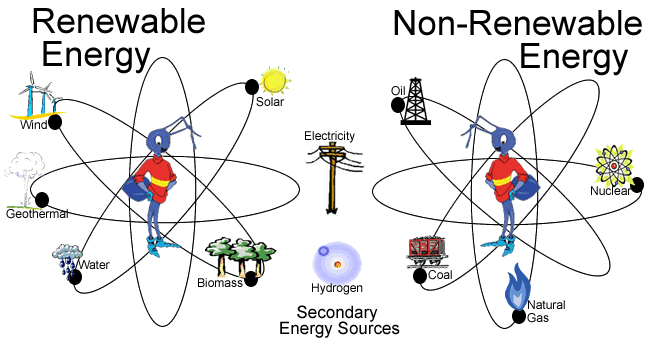 Renewable
Energy
Wind
Solar
Geothermal
Water
Biomass
Electricity
Hydrogen
Secondary
Energy Sources
Non-Renewable
Energy
Oil
Nuclear
Coal
Natural
Gas